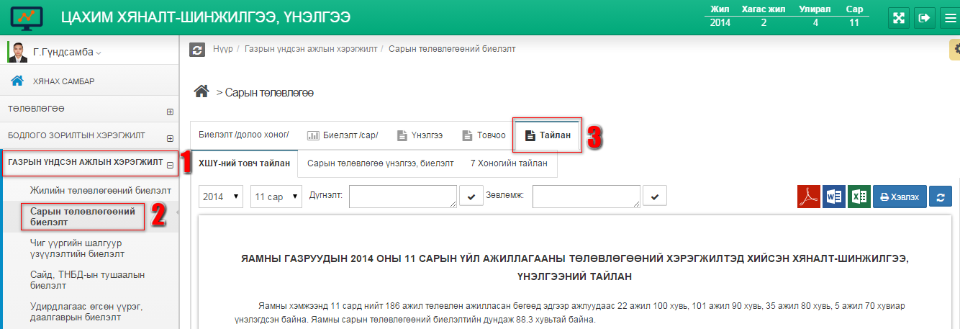 ЦАХИМ ХЯНАЛТ-ШИНЖИЛГЭЭ, ҮНЭЛГЭЭ
Жил Хагас жил Улирал Сар
2014 2 4 11
Г.Гүндсамба
Нүүр / Газрын үндсэн ажлын хэрэгжилт / Сарын төлөвлөгөөний биелэлт
ХЯНАХ САМБАР
> Сарын төлөвлөгөө
ТӨЛӨВЛӨГӨӨ
БОДЛОГО ЗОРИЛТЫН ХЭРЭГЖИЛТ
Биелэлт /долоо хоног/ Биелэлт /сар/ Үнэлгээ Товчоо Тайлан 3
ГАЗРЫН ҮНДСЭН АЖЛЫН ХЭРЭГЖИЛТ 1
ХШҮ-ний товч тайлан Сарын төлөвлөгөө үнэлгээ, биелэлт 7 Хоногийн тайлан
Жилийн төлөвлөгөөний биелэлт
2014 11 сар Дүгнэлт: Зөвлөмж: Хэвлэх
Сарын төлөвлөгөөний
биелэлт 2
Чиг үүргийн шалгуур
үзүүлэлтийн биелэлт
Сайд, ТНБД-ын тушаалын
биелэлт
Удирдлагаас өгсөн үүрэг,
даалгаврын биелэлт
ЯАМНЫ ГАЗРУУДЫН 2014 ОНЫ 11 САРЫН ҮЙЛ АЖИЛЛАГААНЫ ТӨЛӨВЛӨГӨӨНИЙ ХЭРЭГЖИЛТЭД ХИЙСЭН ХЯНАЛТ-ШИНЖИЛГЭЭ,
ҮНЭЛГЭЭНИЙ ТАЙЛАН
Яамны хэмжээнд 11 сард нийт 186 ажил төлөвлөн ажилласан бөгөөд эдгээр ажлуудаас 22 ажил 100 хувь, 101 ажил 90 хувь, 35 ажил 80 хувь, 5 ажил 70 хувиар
үнэлэгдсэн байна. Яамны сарын төлөвлөгөөний биелэлтийн дундаж 88.3 хувьтай байна.